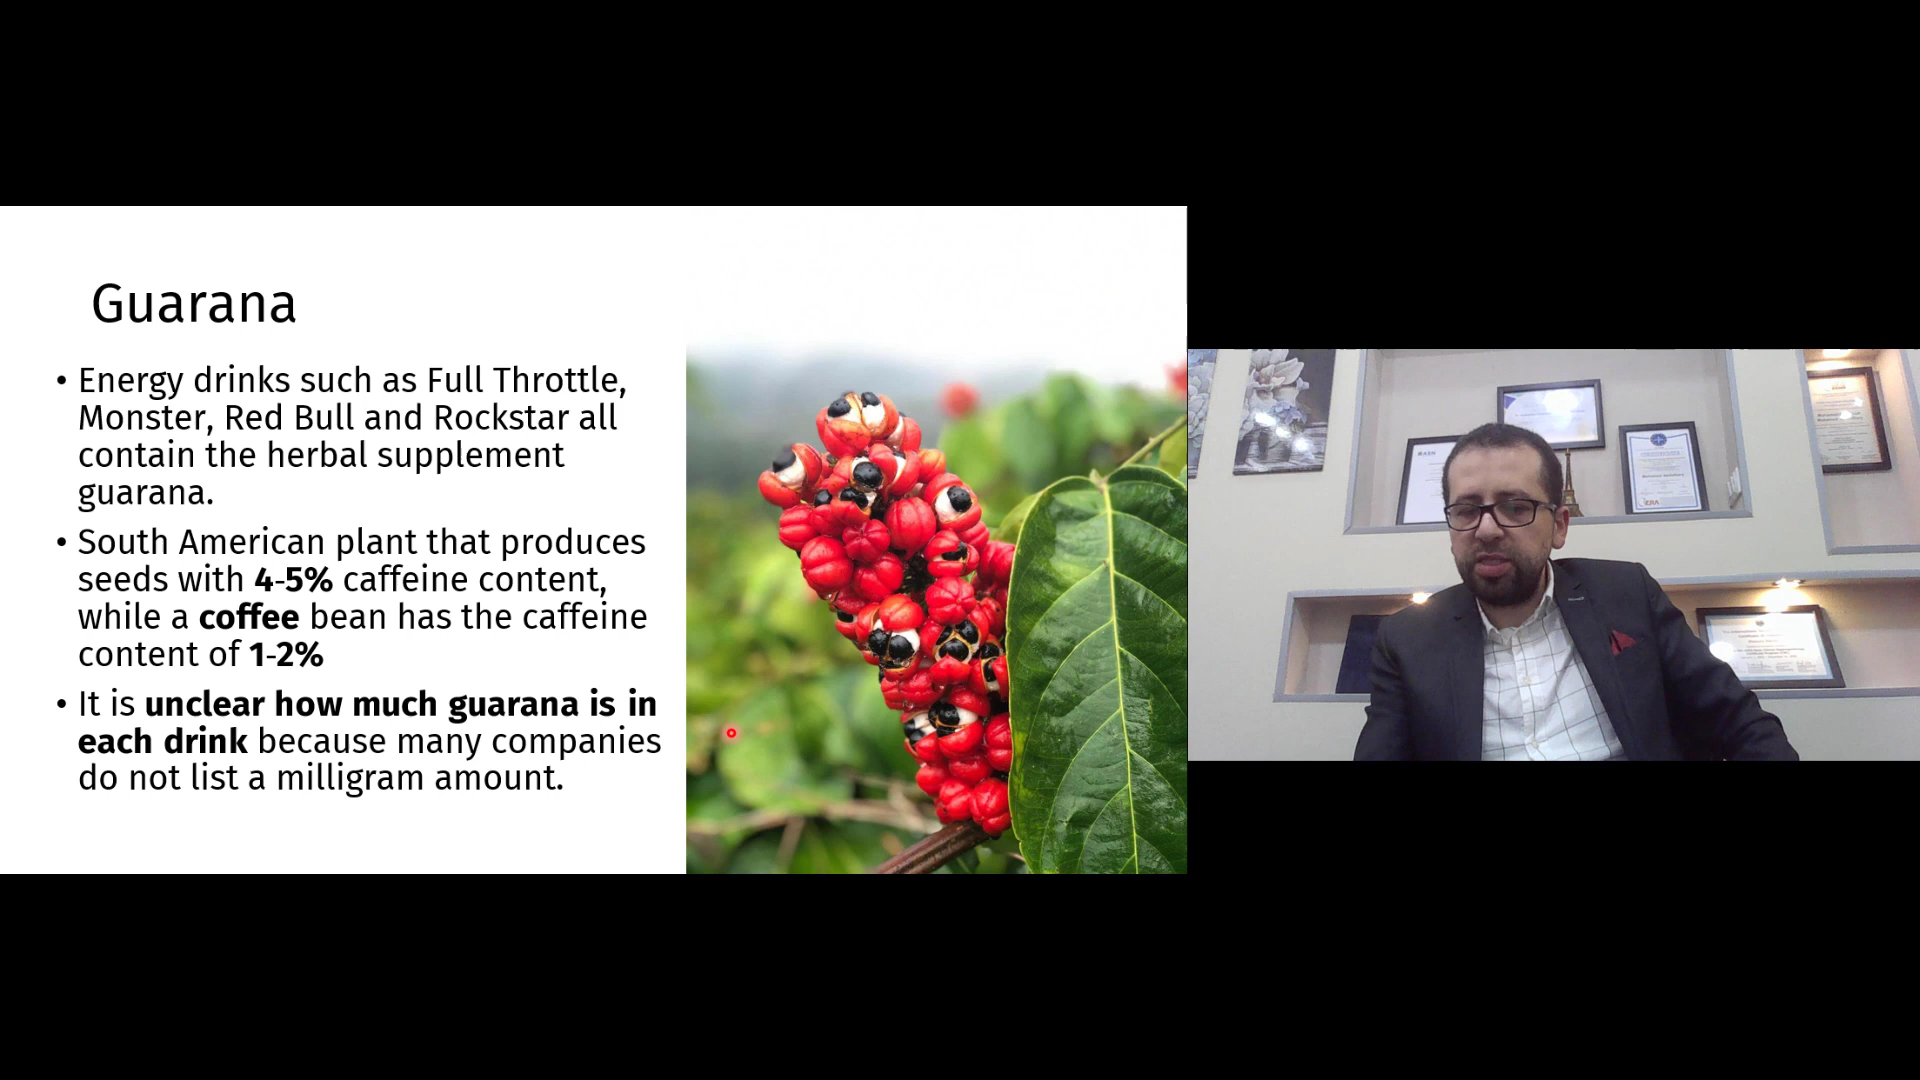 Guarana
• Energy drinks such as Full Throttle,
Monster, Red Bull and Rockstar all
contain the herbal supplement
guarana.
• South American plant that produces
seeds with 4-5% caffeine content,
while a coffee bean has the caffeine
content of 1-2%
• It is unclear how much guarana is in
each drink because many companies
do not list a milligram amount.